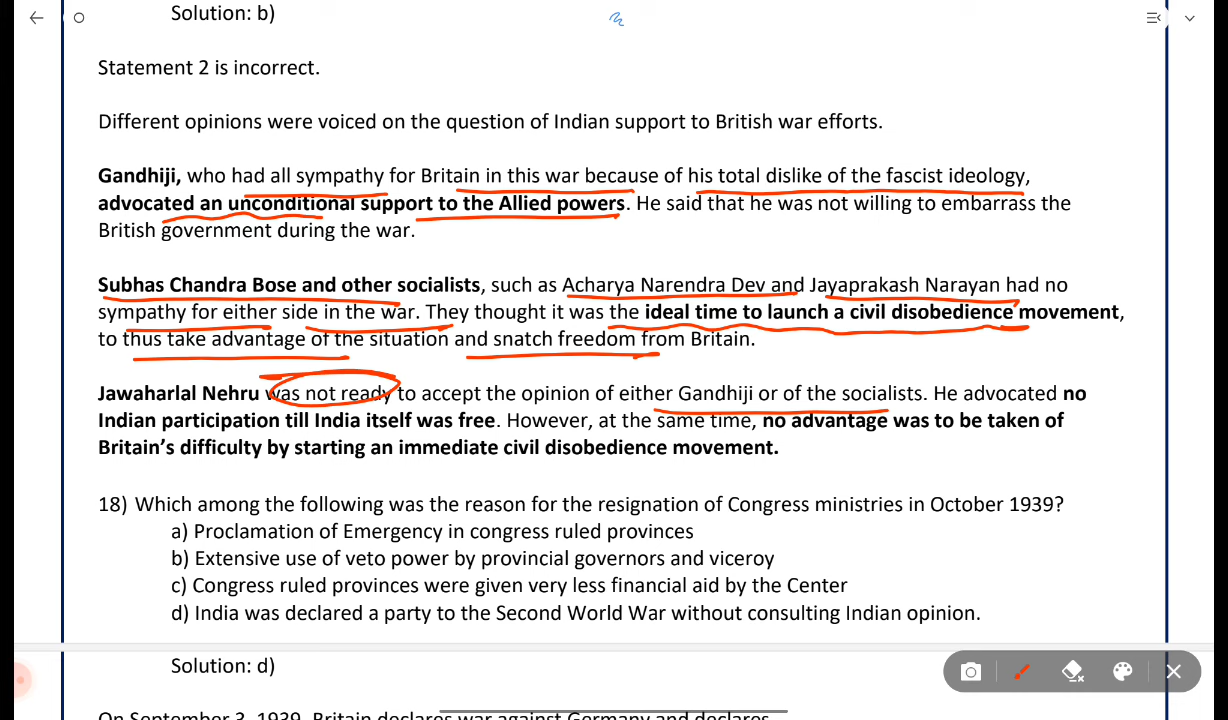 Solution: b)
Statement 2 is incorrect.
Different opinions were voiced on the question of Indian support to British war efforts.
Gandhiji, who had all sympathy for Britain in this war because of his total dislike of the fascist ideology,
advocated an unconditional support to the Allied powers. He said that he was not willing to embarrass the
British government during the war.
Subhas Chandra Bose and other socialists, such as Acharya Narendra Dev and Jayaprakash Narayan had no
sympathy for either side in the war. They thought it was the ideal time to launch a civil disobedience movement,
to thus take advantage of the situation and snatch freedom from Britain.
Jawaharlal Nehru was not ready to accept the opinion of either Gandhiji or of the socialists. He advocated no
Indian participation till India itself was free. However, at the same time, no advantage was to be taken of
Britain’s difficulty by starting an immediate civil disobedience movement.
18) Which among the following was the reason for the resignation of Congress ministries in October 1939?
a) Proclamation of Emergency in congress ruled provinces
b) Extensive use of veto power by provincial governors and viceroy
c) Congress ruled provinces were given very less financial aid by the Center
d) India was declared a party to the Second World War without consulting Indian opinion.
Solution: d)
On September 3, 1939, Britain declares war against Germany and declares